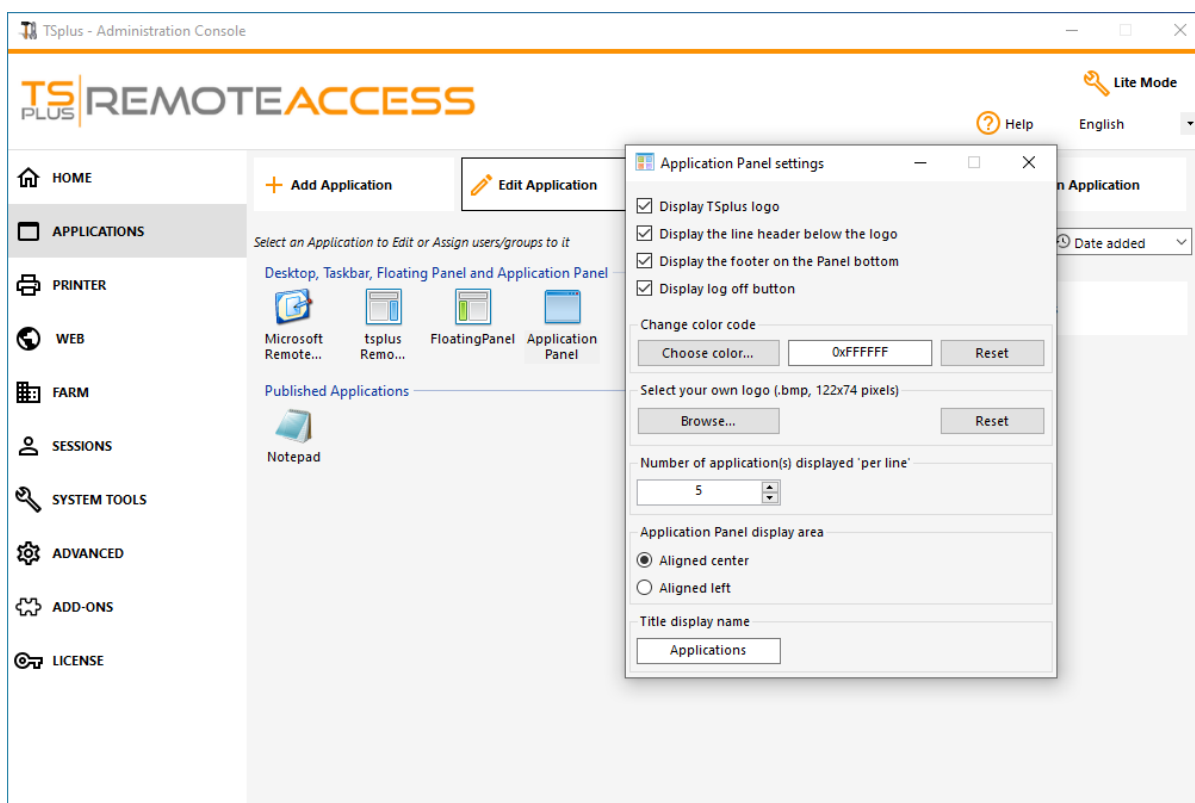 TSplus - Administration Console
TS PLUS REMOTEACCESS
Lite Mode
Help
English
HOME
APPLICATIONS
PRINTER
WEB
FARM
SESSIONS
SYSTEM TOOLS
ADVANCED
ADD-ONS
LICENSE
Add Application
Edit Application
n Application
Select an Application to Edit or Assign users/groups to it
Date added
Desktop, Taskbar, Floating Panel and Application Panel
Microsoft
Remote...
tsplus
Remo...
FloatingPanel
Application
Panel
Published Applications
Notepad
Application Panel settings
Display TSplus logo
Display the line header below the logo
Display the footer on the Panel bottom
Display log off button
Change color code
Choose color...
0xFFFFFF
Reset
Select your own logo (.bmp, 122x74 pixels)
Browse...
Reset
Number of application(s) displayed 'per line'
5
Application Panel display area
Aligned center
Aligned left
Title display name
Applications